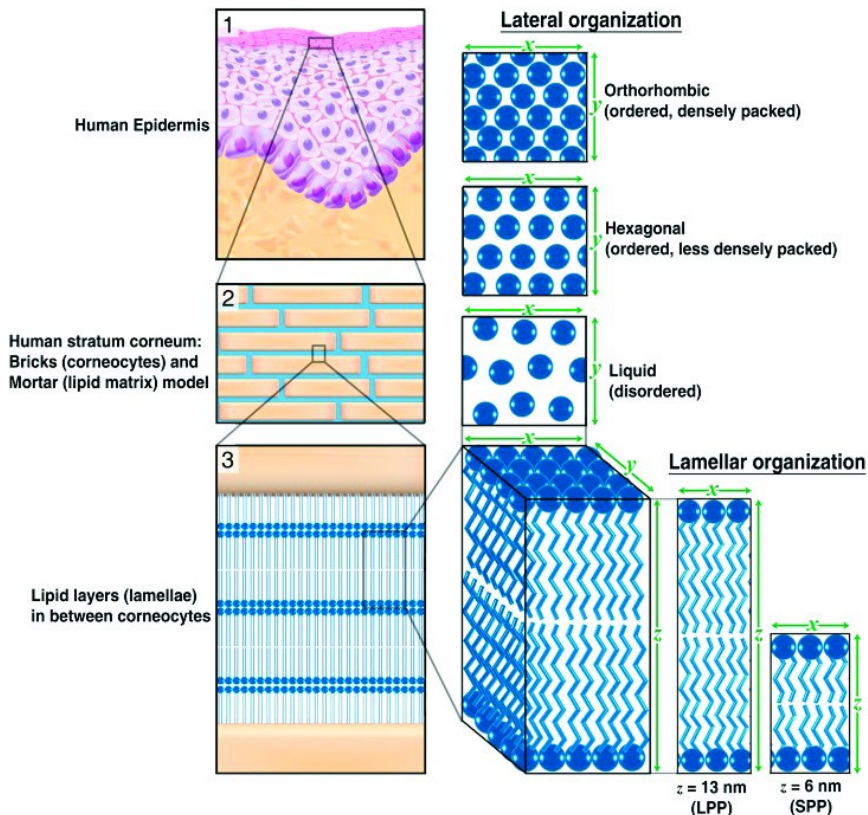 Lateral organization
1
Human Epidermis
x
y
Orthorhombic
(ordered, densely packed)
x
y
Hexagonal
(ordered, less densely packed)
2
Human stratum corneum:
Bricks (corneocytes) and
Mortar (lipid matrix) model
y
Liquid
(disordered)
3
Lipid layers (lamellae)
in between corneocytes
x
y
z
Lamellar organization
x
z
x
z
z = 13 nm
(LPP)
z = 6 nm
(SPP)